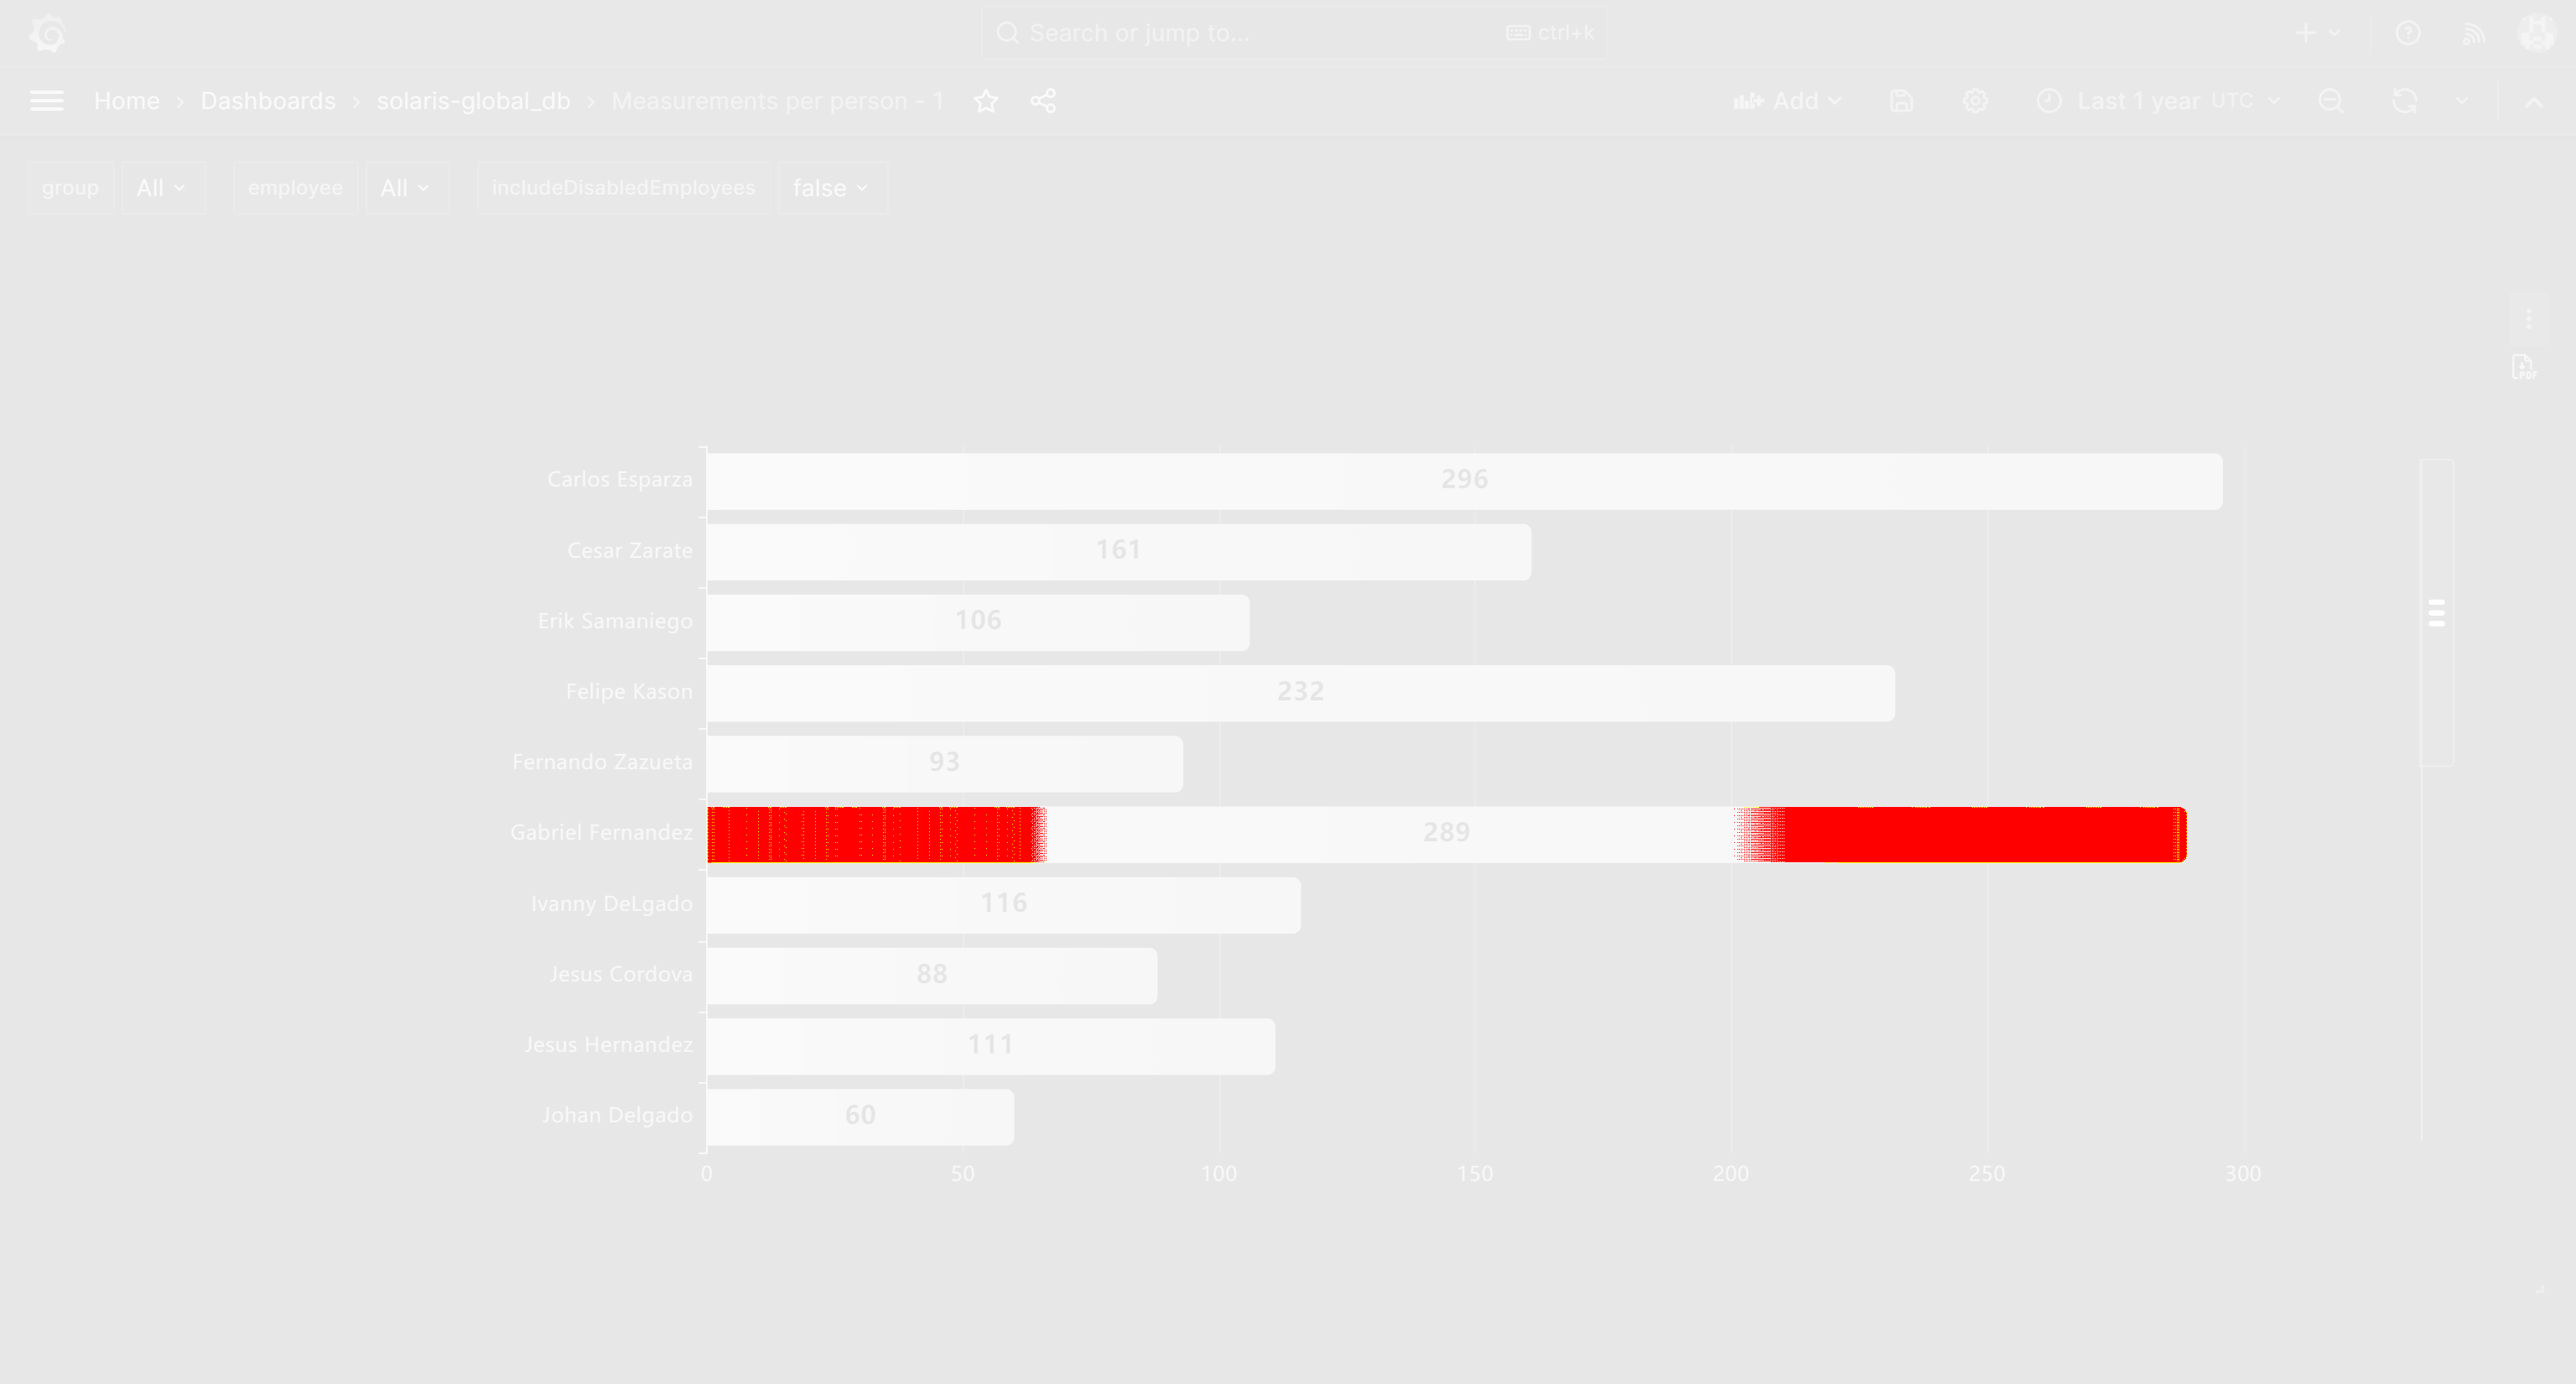 Search or jump to... ctrl+k
Home › Dashboards › solaris-global_db › Measurements per person - 1 Add Last 1 year UTC
group All employee All includeDisabledEmployees false
PDF
Carlos Esparza 296
Cesar Zarate 161
Erik Samaniego 106
Felipe Kason 232
Fernando Zazueta 93
Gabriel Fernandez 289
Ivanny DeLgado 116
Jesus Cordova 88
Jesus Hernandez 111
Johan Delgado 60
0 50 100 150 200 250 300